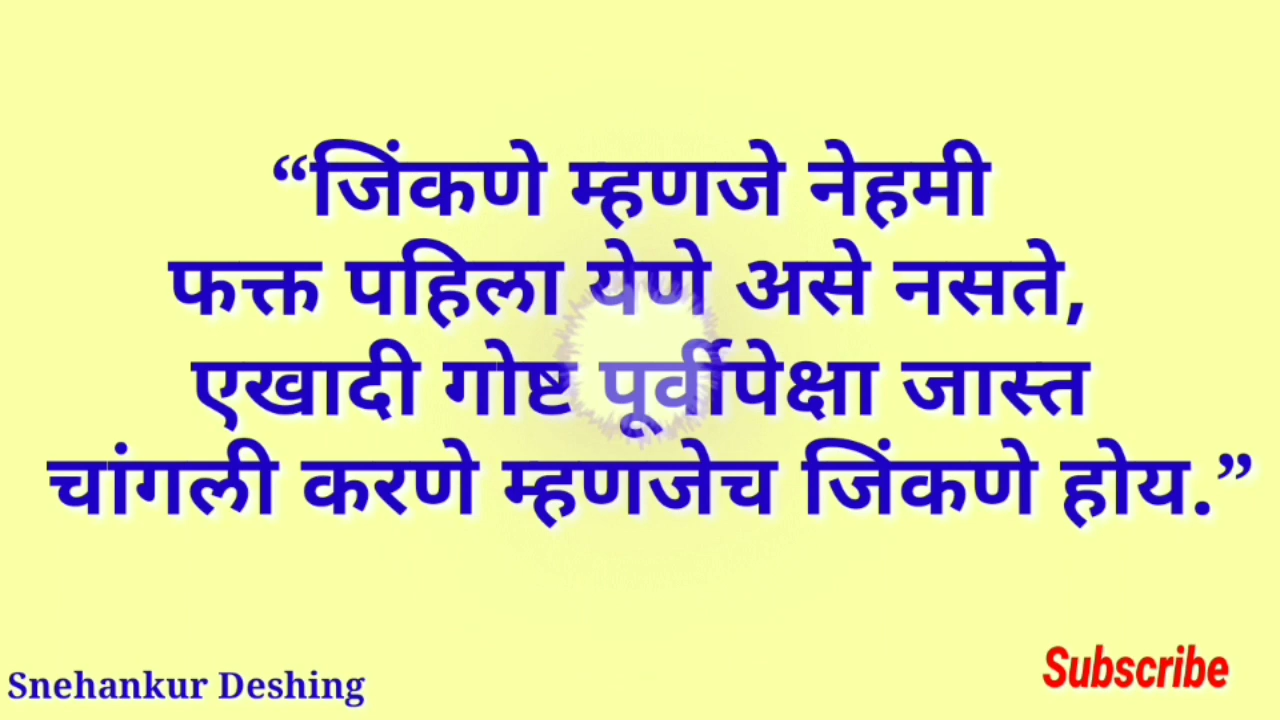 “जिंकणे म्हणजे नेहमी
फक्त पहिला येणे असे नसते,
एखादी गोष्ट पूर्वीपेक्षा जास्त
चांगली करणे म्हणजेच जिंकणे होय.”
Snehankur Deshing
Subscribe